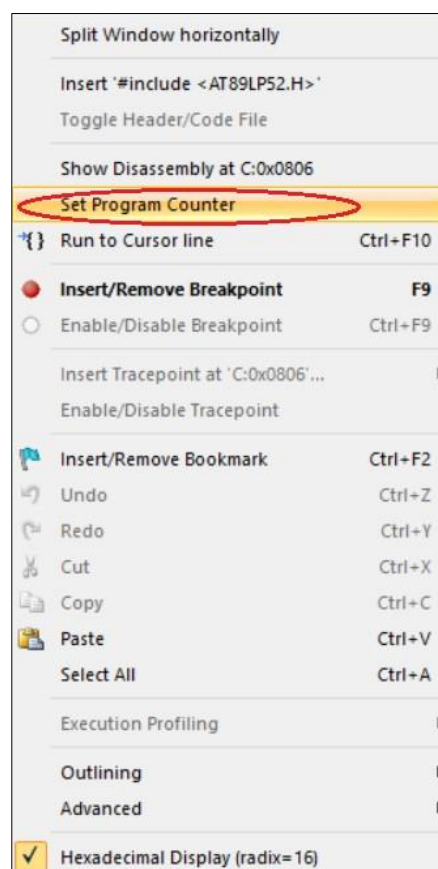 Split Window horizontally
Insert '#include <AT89LP52.H>'
Toggle Header/Code File
Show Disassembly at C:0x0806
Set Program Counter
Run to Cursor line Ctrl+F10
Insert/Remove Breakpoint F9
Enable/Disable Breakpoint Ctrl+F9
Insert Tracepoint at 'C:0x0806'...
Enable/Disable Tracepoint
Insert/Remove Bookmark Ctrl+F2
Undo Ctrl+Z
Redo Ctrl+Y
Cut Ctrl+X
Copy Ctrl+C
Paste Ctrl+V
Select All Ctrl+A
Execution Profiling
Outlining
Advanced
Hexadecimal Display (radix=16)